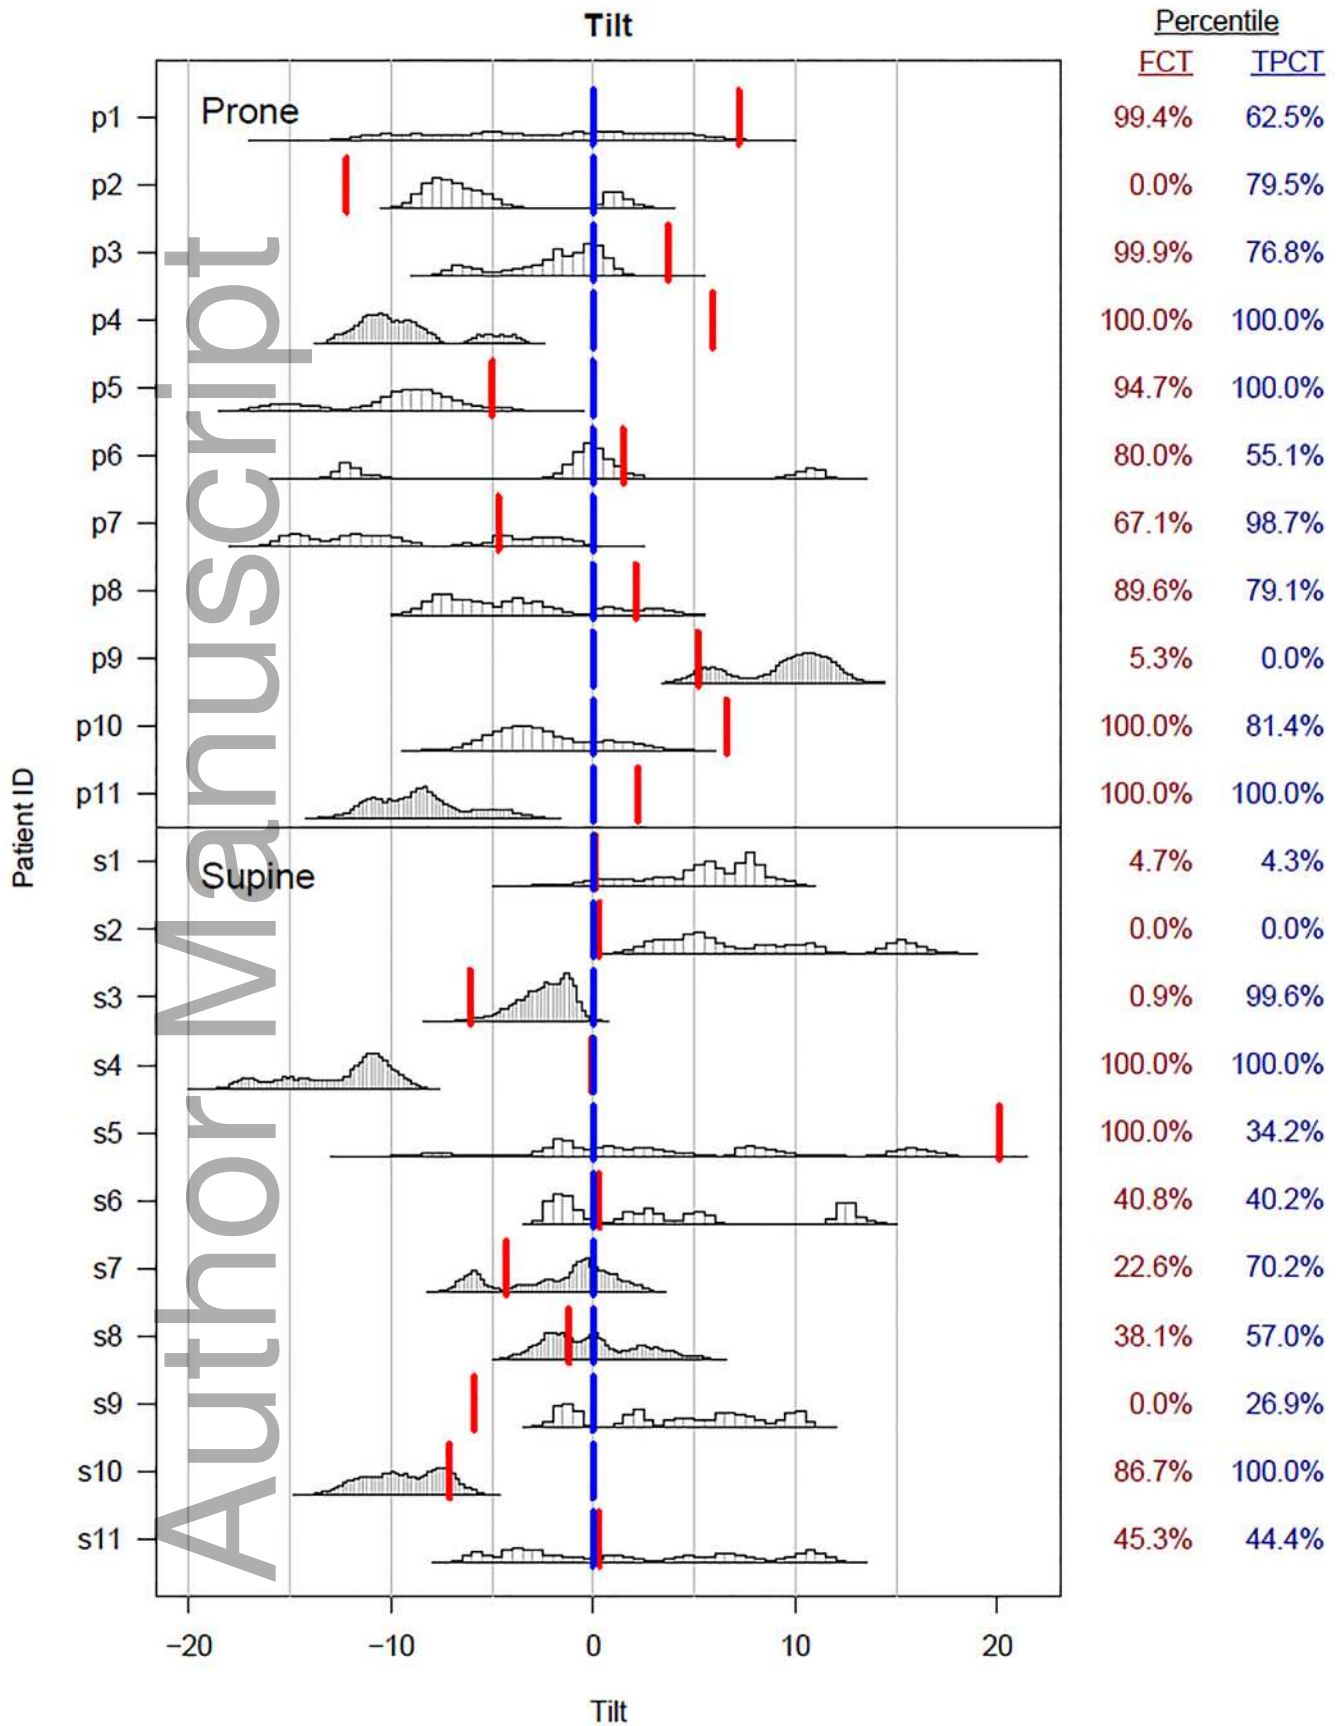 Tilt
Percentile
FCT TPCT
Prone
p1 99.4% 62.5%
p2 0.0% 79.5%
p3 99.9% 76.8%
p4 100.0% 100.0%
p5 94.7% 100.0%
p6 80.0% 55.1%
p7 67.1% 98.7%
p8 89.6% 79.1%
p9 5.3% 0.0%
p10 100.0% 81.4%
p11 100.0% 100.0%
Supine
s1 4.7% 4.3%
s2 0.0% 0.0%
s3 0.9% 99.6%
s4 100.0% 100.0%
s5 100.0% 34.2%
s6 40.8% 40.2%
s7 22.6% 70.2%
s8 38.1% 57.0%
s9 0.0% 26.9%
s10 86.7% 100.0%
s11 45.3% 44.4%
Patient ID
Author Manuscript
−20 −10 0 10 20
Tilt